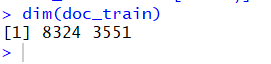 > dim(doc_train)
[1] 8324 3551
>